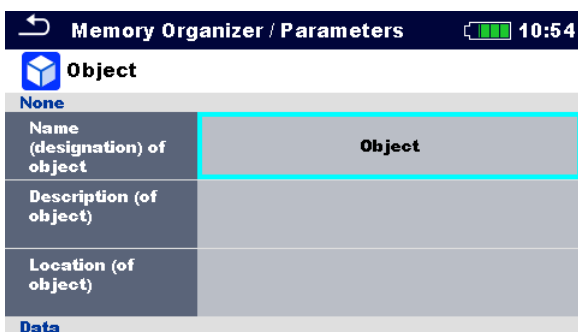 Memory Organizer / Parameters 10:54
Object
None
Name
(designation) of
object
Object
Description (of
object)
Location (of
object)
Data